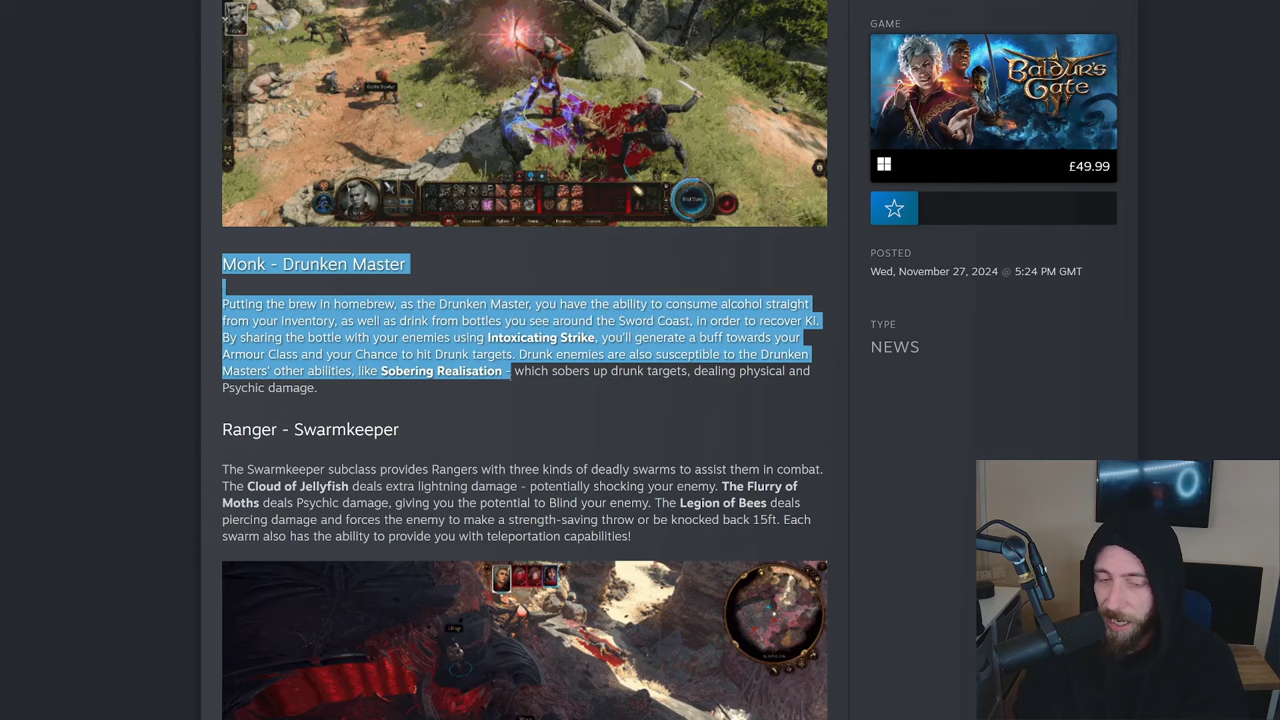 GAME
BALDUR'S
GATE
£49.99
POSTED
Wed, November 27, 2024 @ 5:24 PM GMT
TYPE
NEWS
End Turn
Monk - Drunken Master
Putting the brew in homebrew, as the Drunken Master, you have the ability to consume alcohol straight
from your inventory, as well as drink from bottles you see around the Sword Coast, in order to recover Ki.
By sharing the bottle with your enemies using Intoxicating Strike, you'll generate a buff towards your
Armour Class and your Chance to hit Drunk targets. Drunk enemies are also susceptible to the Drunken
Masters' other abilities, like Sobering Realisation - which sobers up drunk targets, dealing physical and
Psychic damage.
Ranger - Swarmkeeper
The Swarmkeeper subclass provides Rangers with three kinds of deadly swarms to assist them in combat.
The Cloud of Jellyfish deals extra lightning damage - potentially shocking your enemy. The Flurry of
Moths deals Psychic damage, giving you the potential to Blind your enemy. The Legion of Bees deals
piercing damage and forces the enemy to make a strength-saving throw or be knocked back 15ft. Each
swarm also has the ability to provide you with teleportation capabilities!